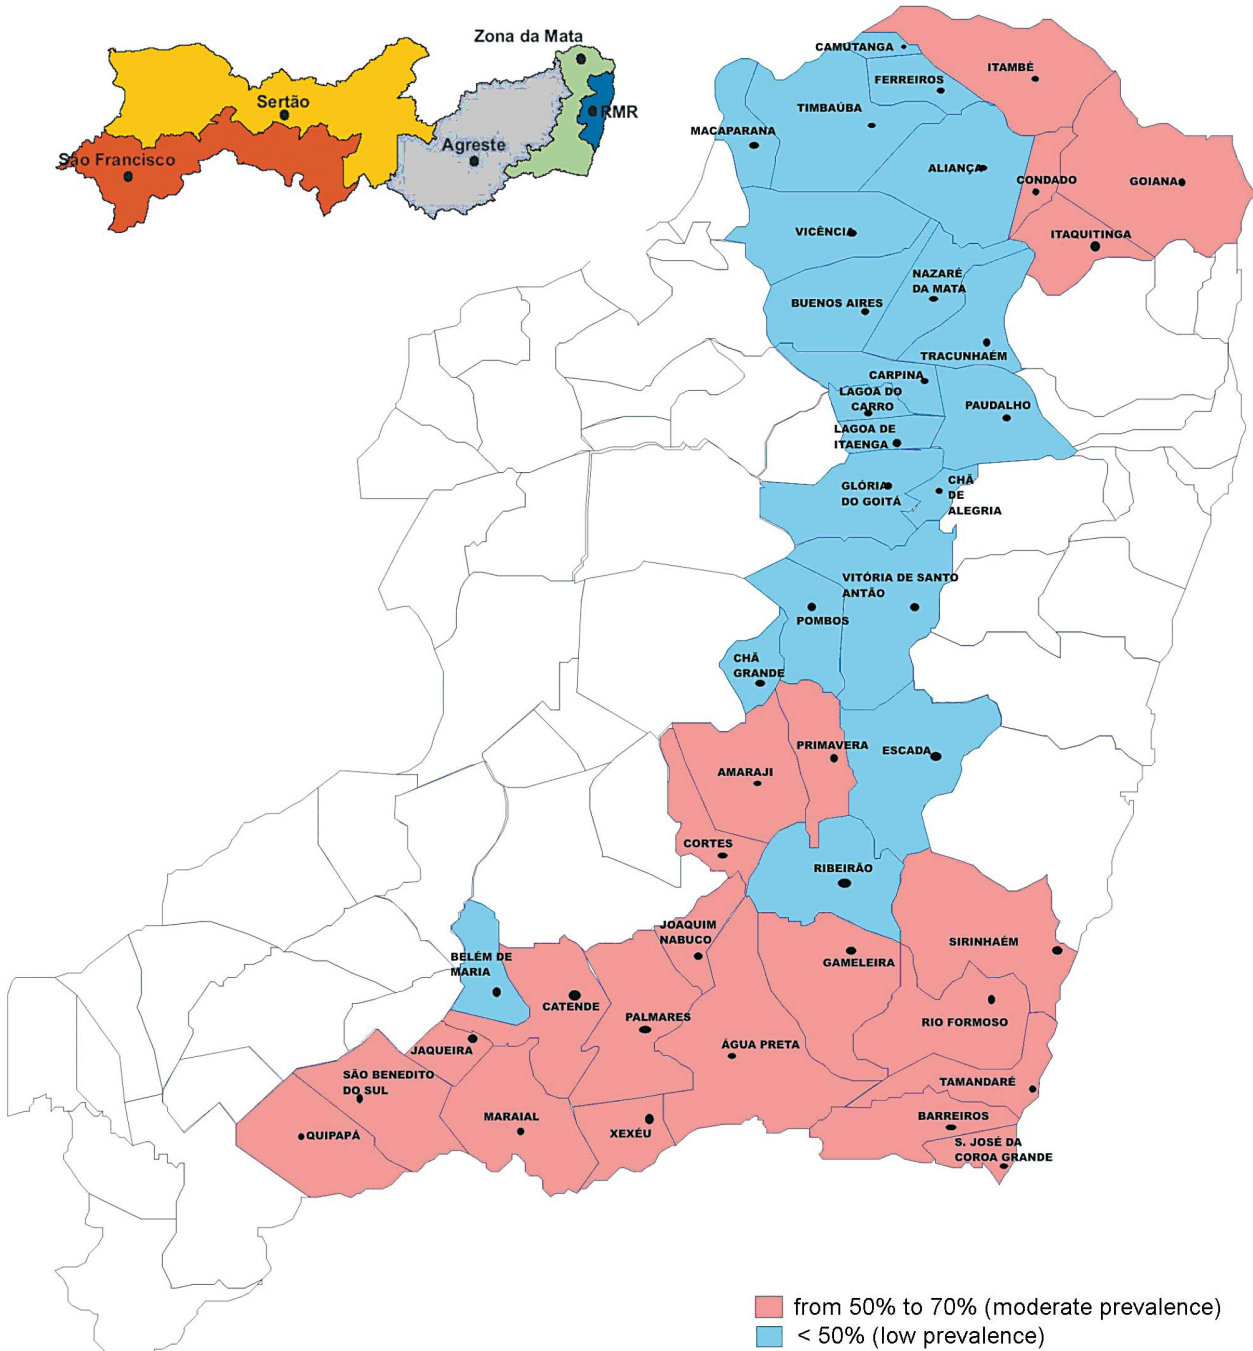 Zona da Mata
Sertão
RMR
Agreste
São Francisco
CAMUTANGA
ITAMBÉ
FERREIROS
TIMBAÚBA
MACAPARANA
ALIANÇA
CONDADO
GOIANA
VICÊNCIA
ITAQUITINGA
NAZARÉ
DA MATA
BUENOS AIRES
TRACUNHAÉM
CARPINA
LAGOA DO
CARRO
PAUDALHO
LAGOA DE
ITAENGA
GLÓRIA
DO GOITÁ
CHÃ
DE
ALEGRIA
VITÓRIA DE SANTO
ANTÃO
POMBOS
CHÃ
GRANDE
PRIMAVERA
ESCADA
AMARAJI
CORTES
RIBEIRÃO
JOAQUIM
NABUCO
SIRINHAÉM
BELÉM DE
MARIA
GAMELEIRA
CATENDE
PALMARES
RIO FORMOSO
ÁGUA PRETA
JAQUEIRA
SÃO BENEDITO
DO SUL
TAMANDARÉ
MARAIAL
BARREIROS
XEXÉU
QUIPAPÁ
S. JOSÉ DA
COROA GRANDE
from 50% to 70% (moderate prevalence)
< 50% (low prevalence)